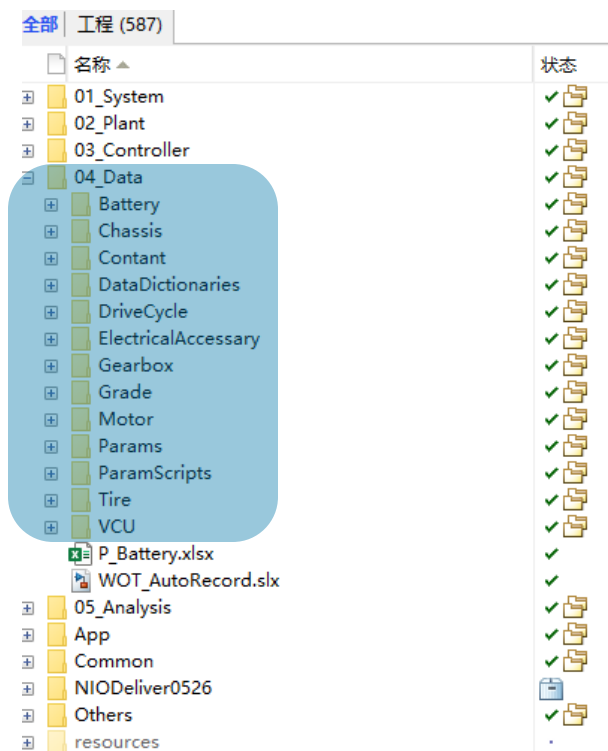 全部 工程 (587)
名称 状态
01_System
02_Plant
03_Controller
04_Data
Battery
Chassis
Contant
DataDictionaries
DriveCycle
ElectricalAccessary
Gearbox
Grade
Motor
Params
ParamScripts
Tire
VCU
P_Battery.xlsx
WOT_AutoRecord.slx
05_Analysis
App
Common
NIODeliver0526
Others
resources